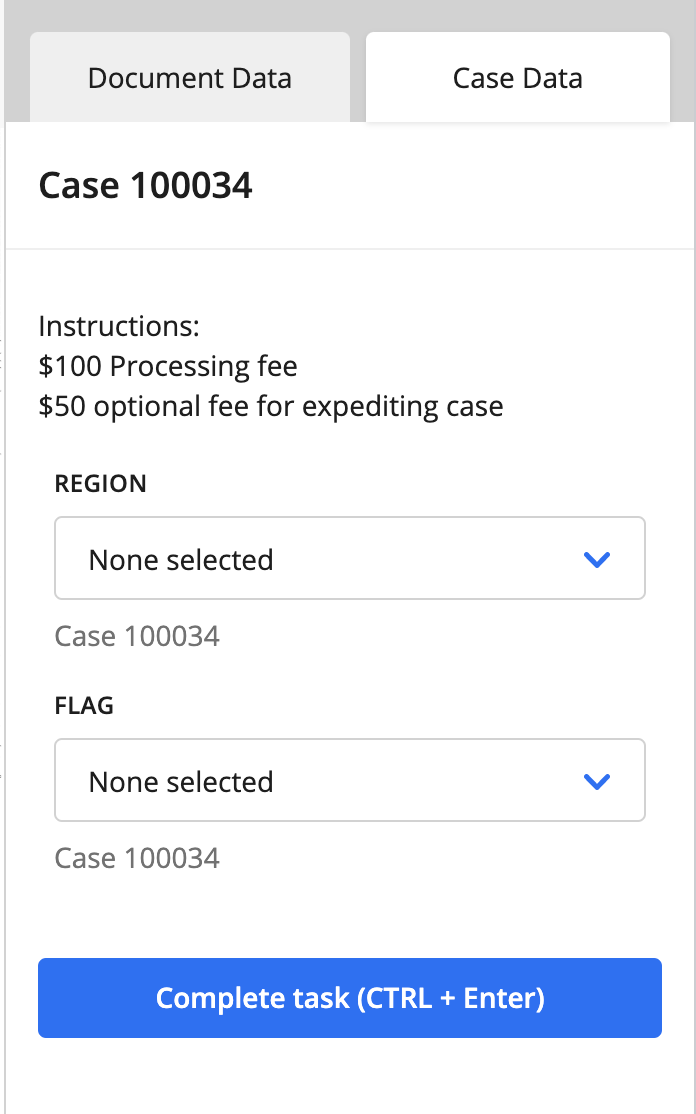 Document Data
Case Data
Case 100034
Instructions:
$100 Processing fee
$50 optional fee for expediting case
REGION
None selected
Case 100034
FLAG
None selected
Case 100034
Complete task (CTRL + Enter)